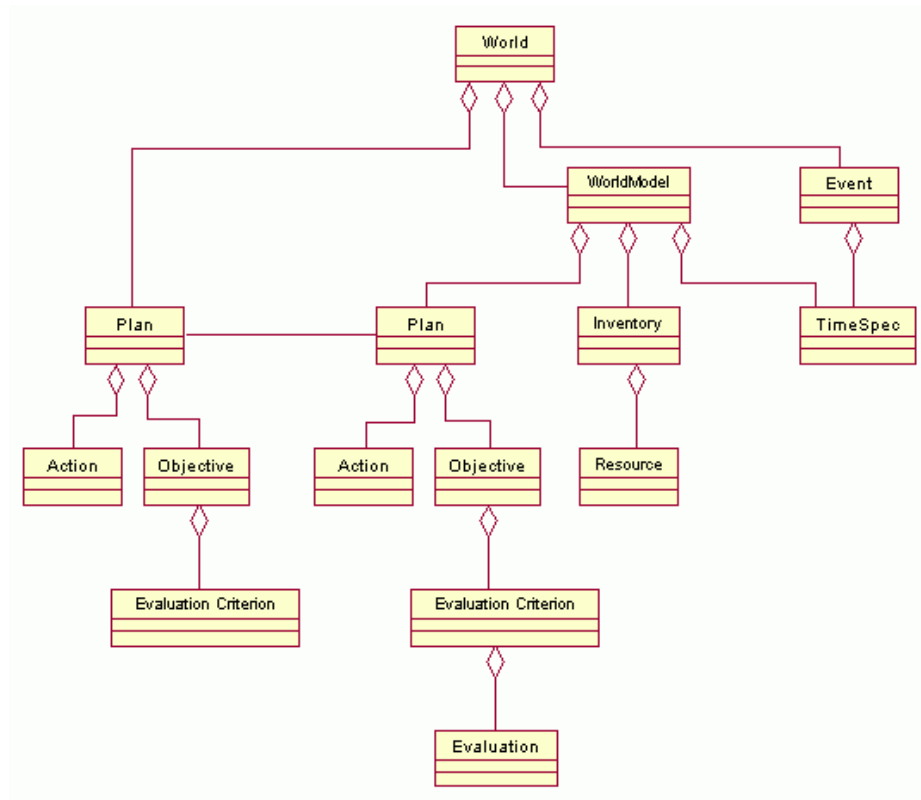 World
WorldModel
Event
Plan
Plan
Inventory
TimeSpec
Action
Objective
Action
Objective
Resource
Evaluation Criterion
Evaluation Criterion
Evaluation